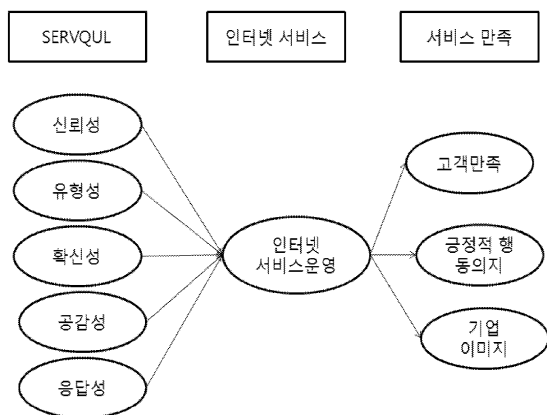 SERVQUL
인터넷 서비스
서비스 만족
신뢰성
유형성
확신성
공감성
응답성
인터넷
서비스운영
고객만족
긍정적 행
동의지
기업
이미지